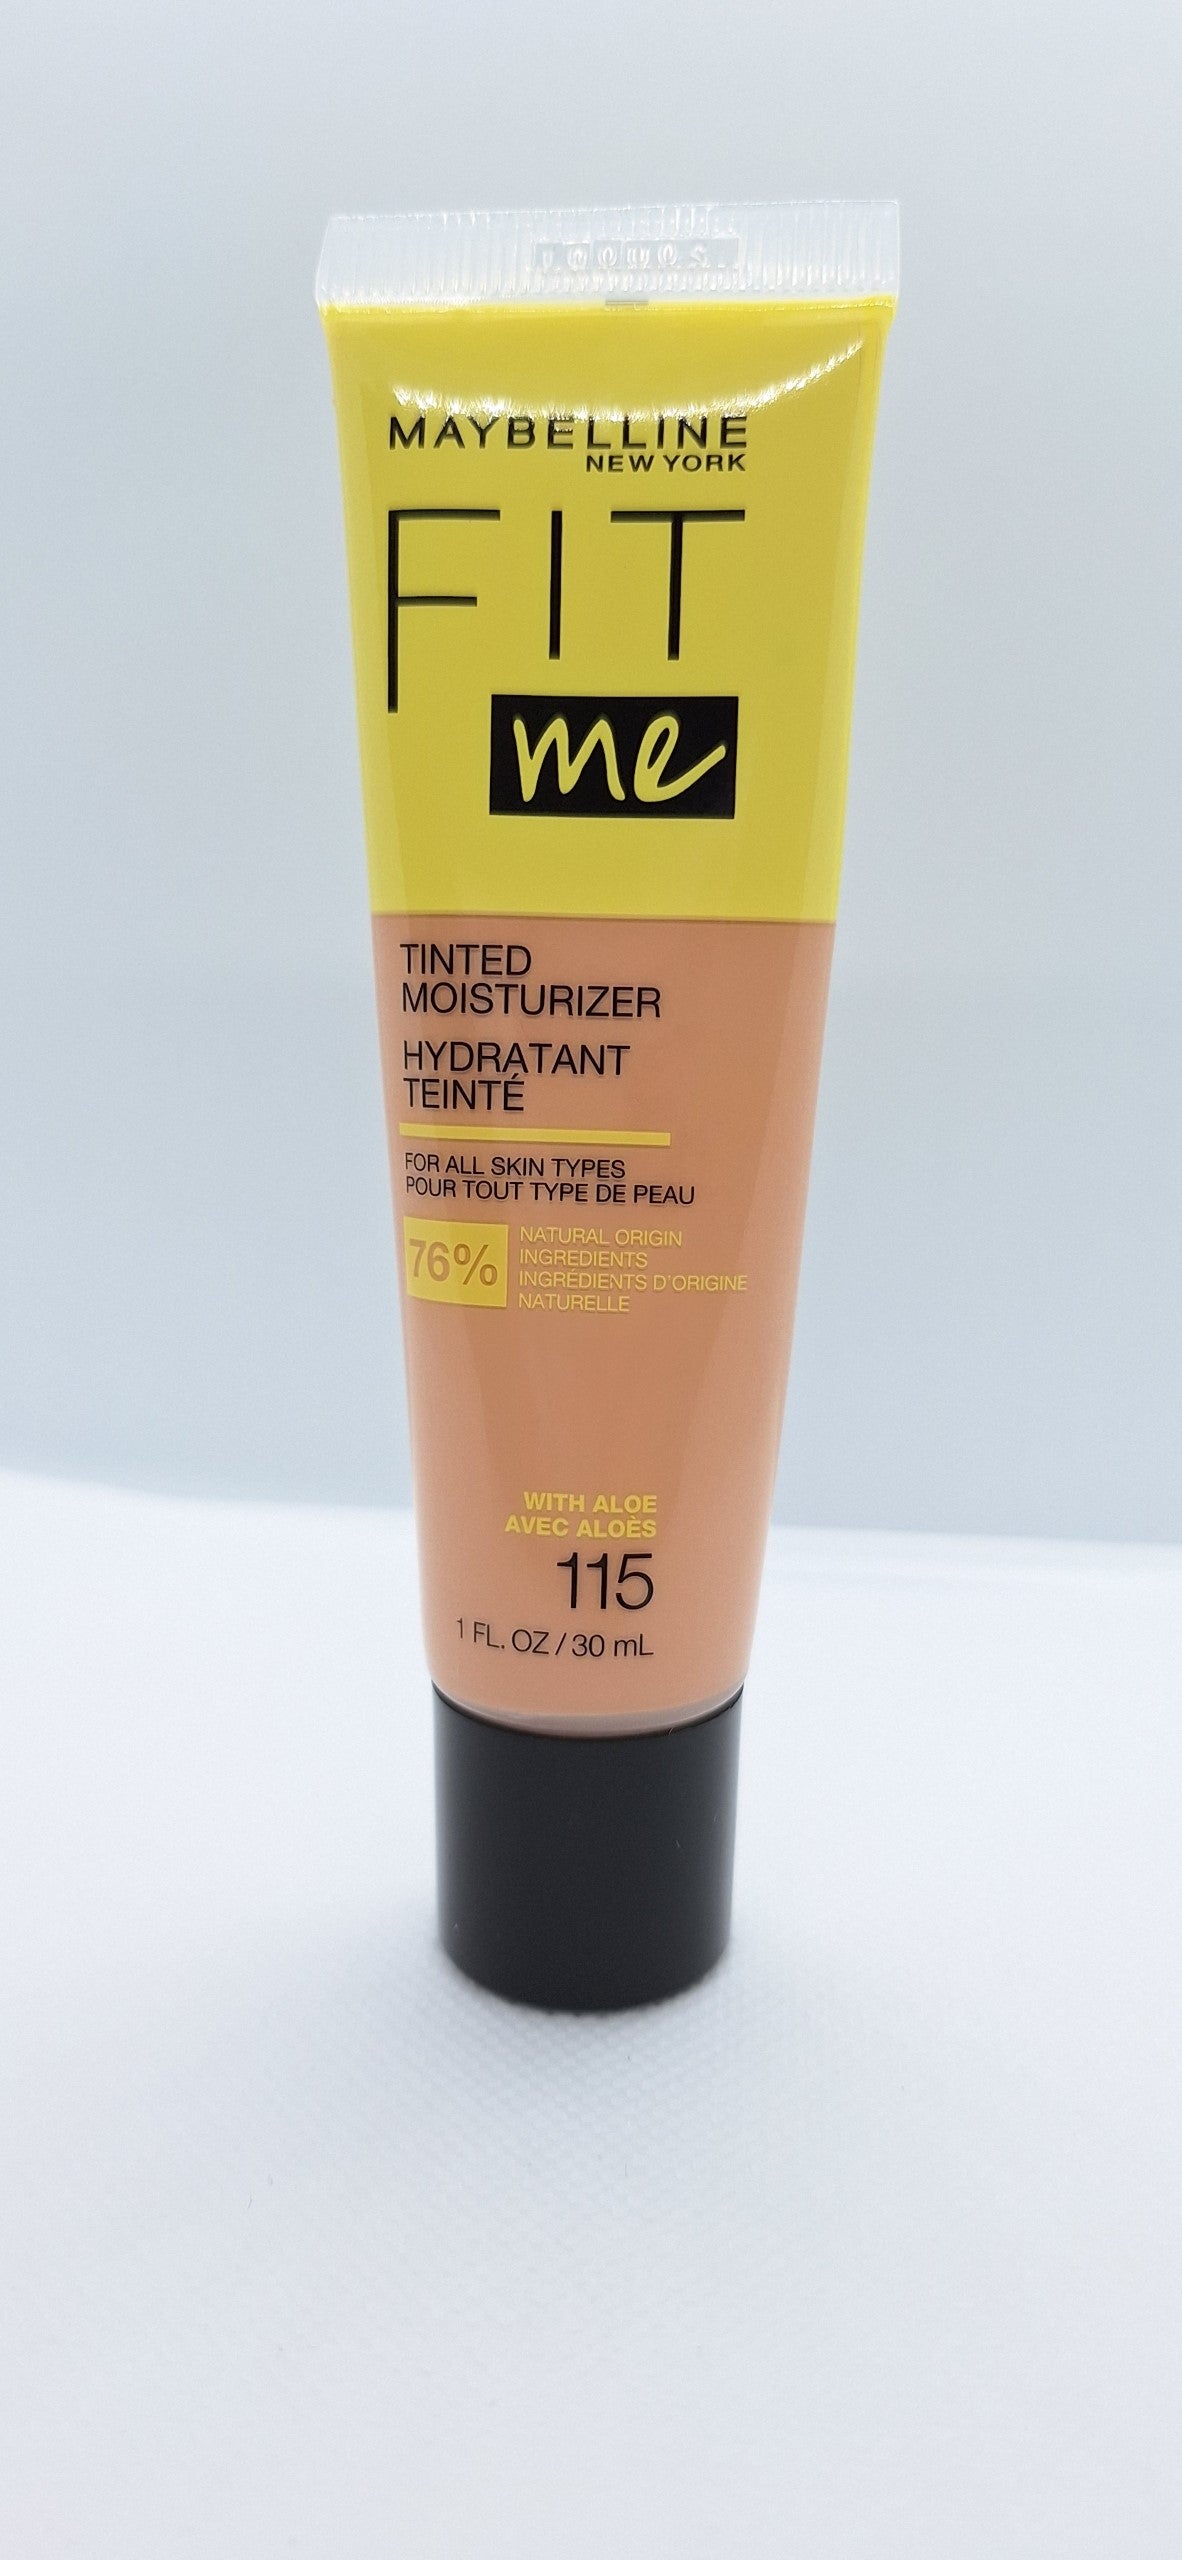 MAYBELLINE
NEW YORK
FIT
me
TINTED
MOISTURIZER
HYDRATANT
TEINTÉ
FOR ALL SKIN TYPES
POUR TOUT TYPE DE PEAU
76%
NATURAL ORIGIN
INGREDIENTS
INGRÉDIENTS D'ORIGINE
NATURELLE
WITH ALOE
AVEC ALOÈS
115
1 FL. OZ / 30 mL